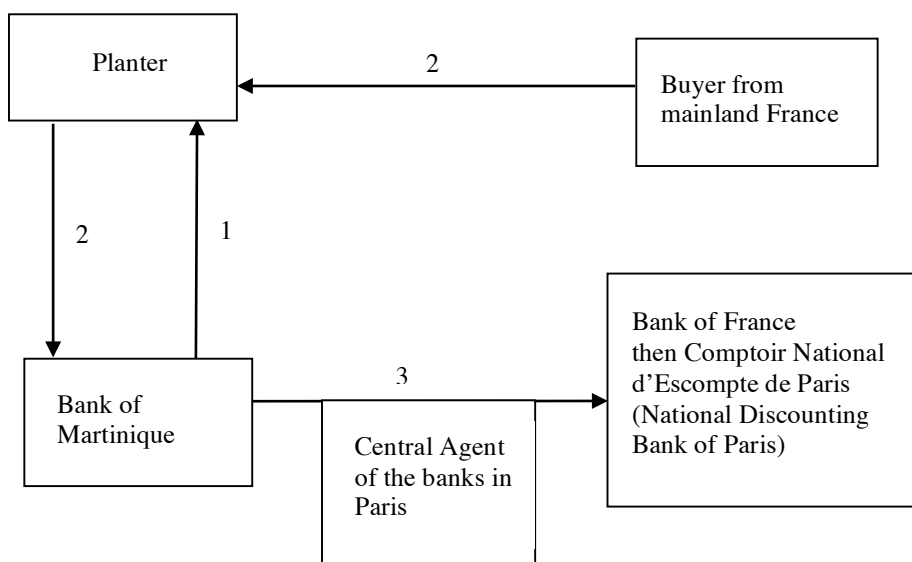 Planter
2
Buyer from
mainland France
2
1
Bank of France
then Comptoir National
d’Escompte de Paris
(National Discounting
Bank of Paris)
3
Bank of
Martinique
Central Agent
of the banks in
Paris